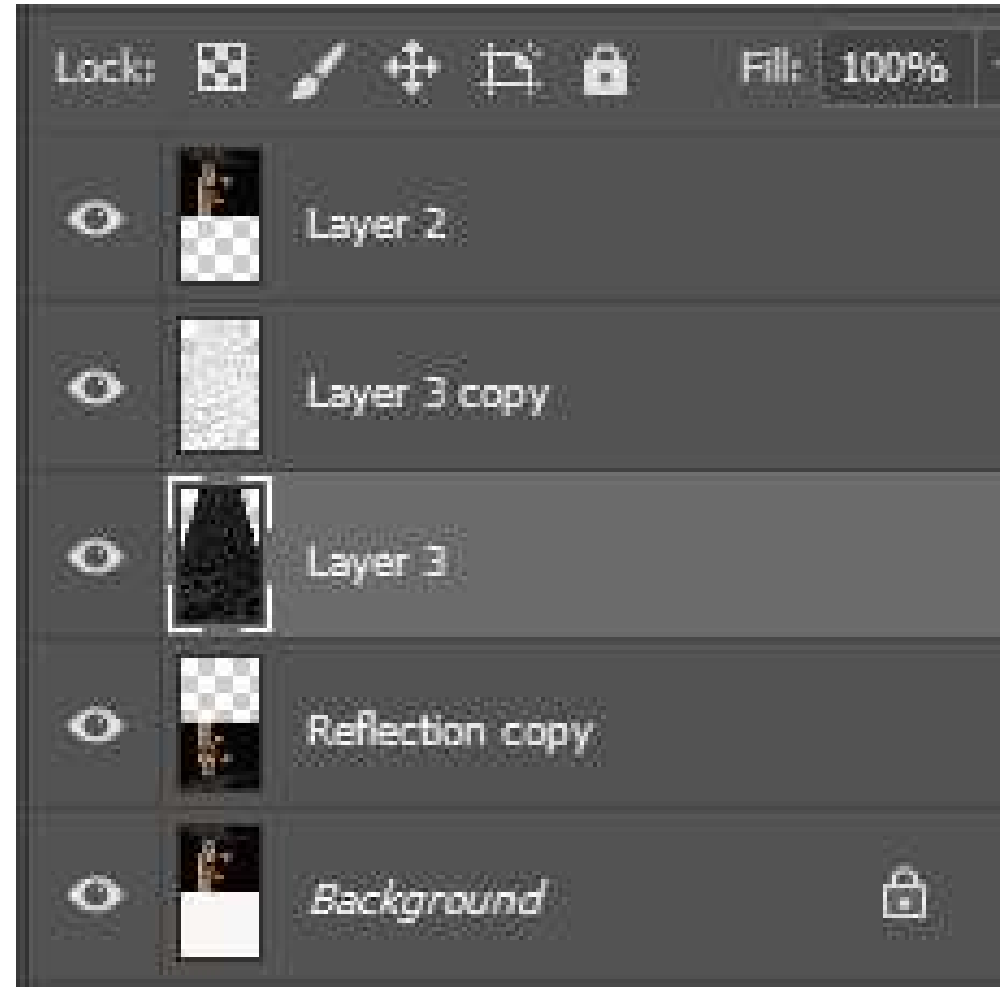 Lock: Fill: 100%
Layer 2
Layer 3 copy
Layer 3
Reflection copy
Background